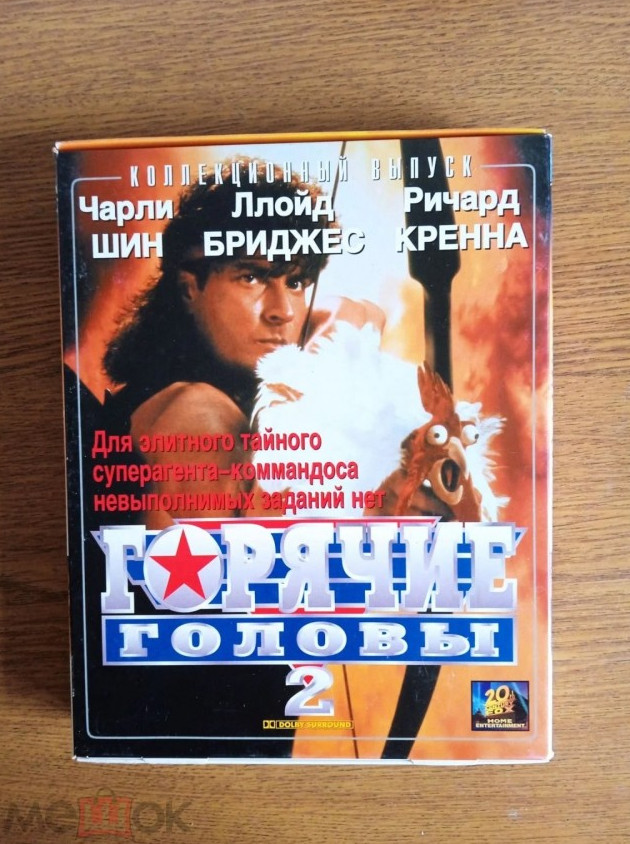 КОЛЛЕКЦИОННЫЙ ВЫПУСК
Чарли ШИН
Ллойд БРИДЖЕС
Ричард КРЕННА
Для элитного тайного
суперагента-коммандоса
невыполнимых заданий нет
ГОРЯЧИЕ
ГОЛОВЫ
2
DOLBY SURROUND
20th
CENTURY
FOX
HOME
ENTERTAINMENT
мешок